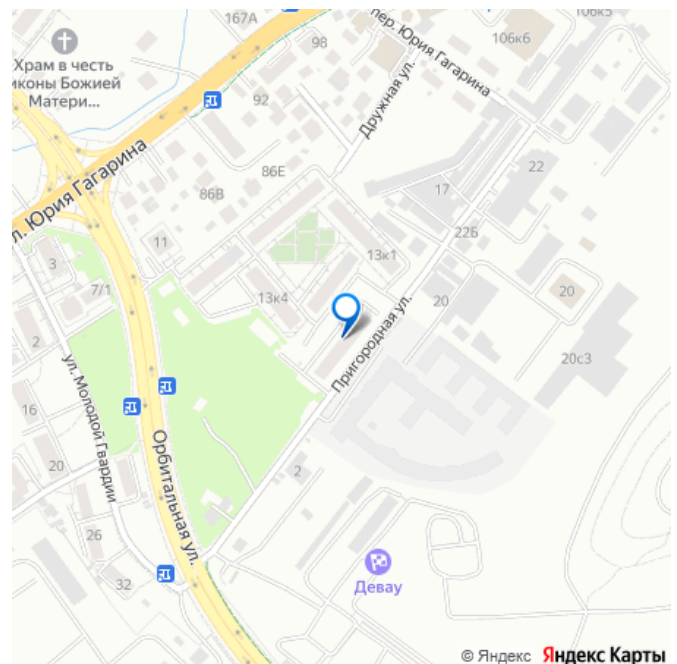 167А
98
106к6
106к5
Храм в честь
иконы Божией
Матери...
92
пер. Юрия Гагарина
Дружная ул.
ул. Юрия Гагарина
86Е
86В
22
17
11
22Б
3
13к1
7/1
13к4
20
20
2
Пригородная ул.
20с3
ул. Молодой Гвардии
16
20
Орбитальная ул.
2
26
32
Девау
© Яндекс Яндекс Карты